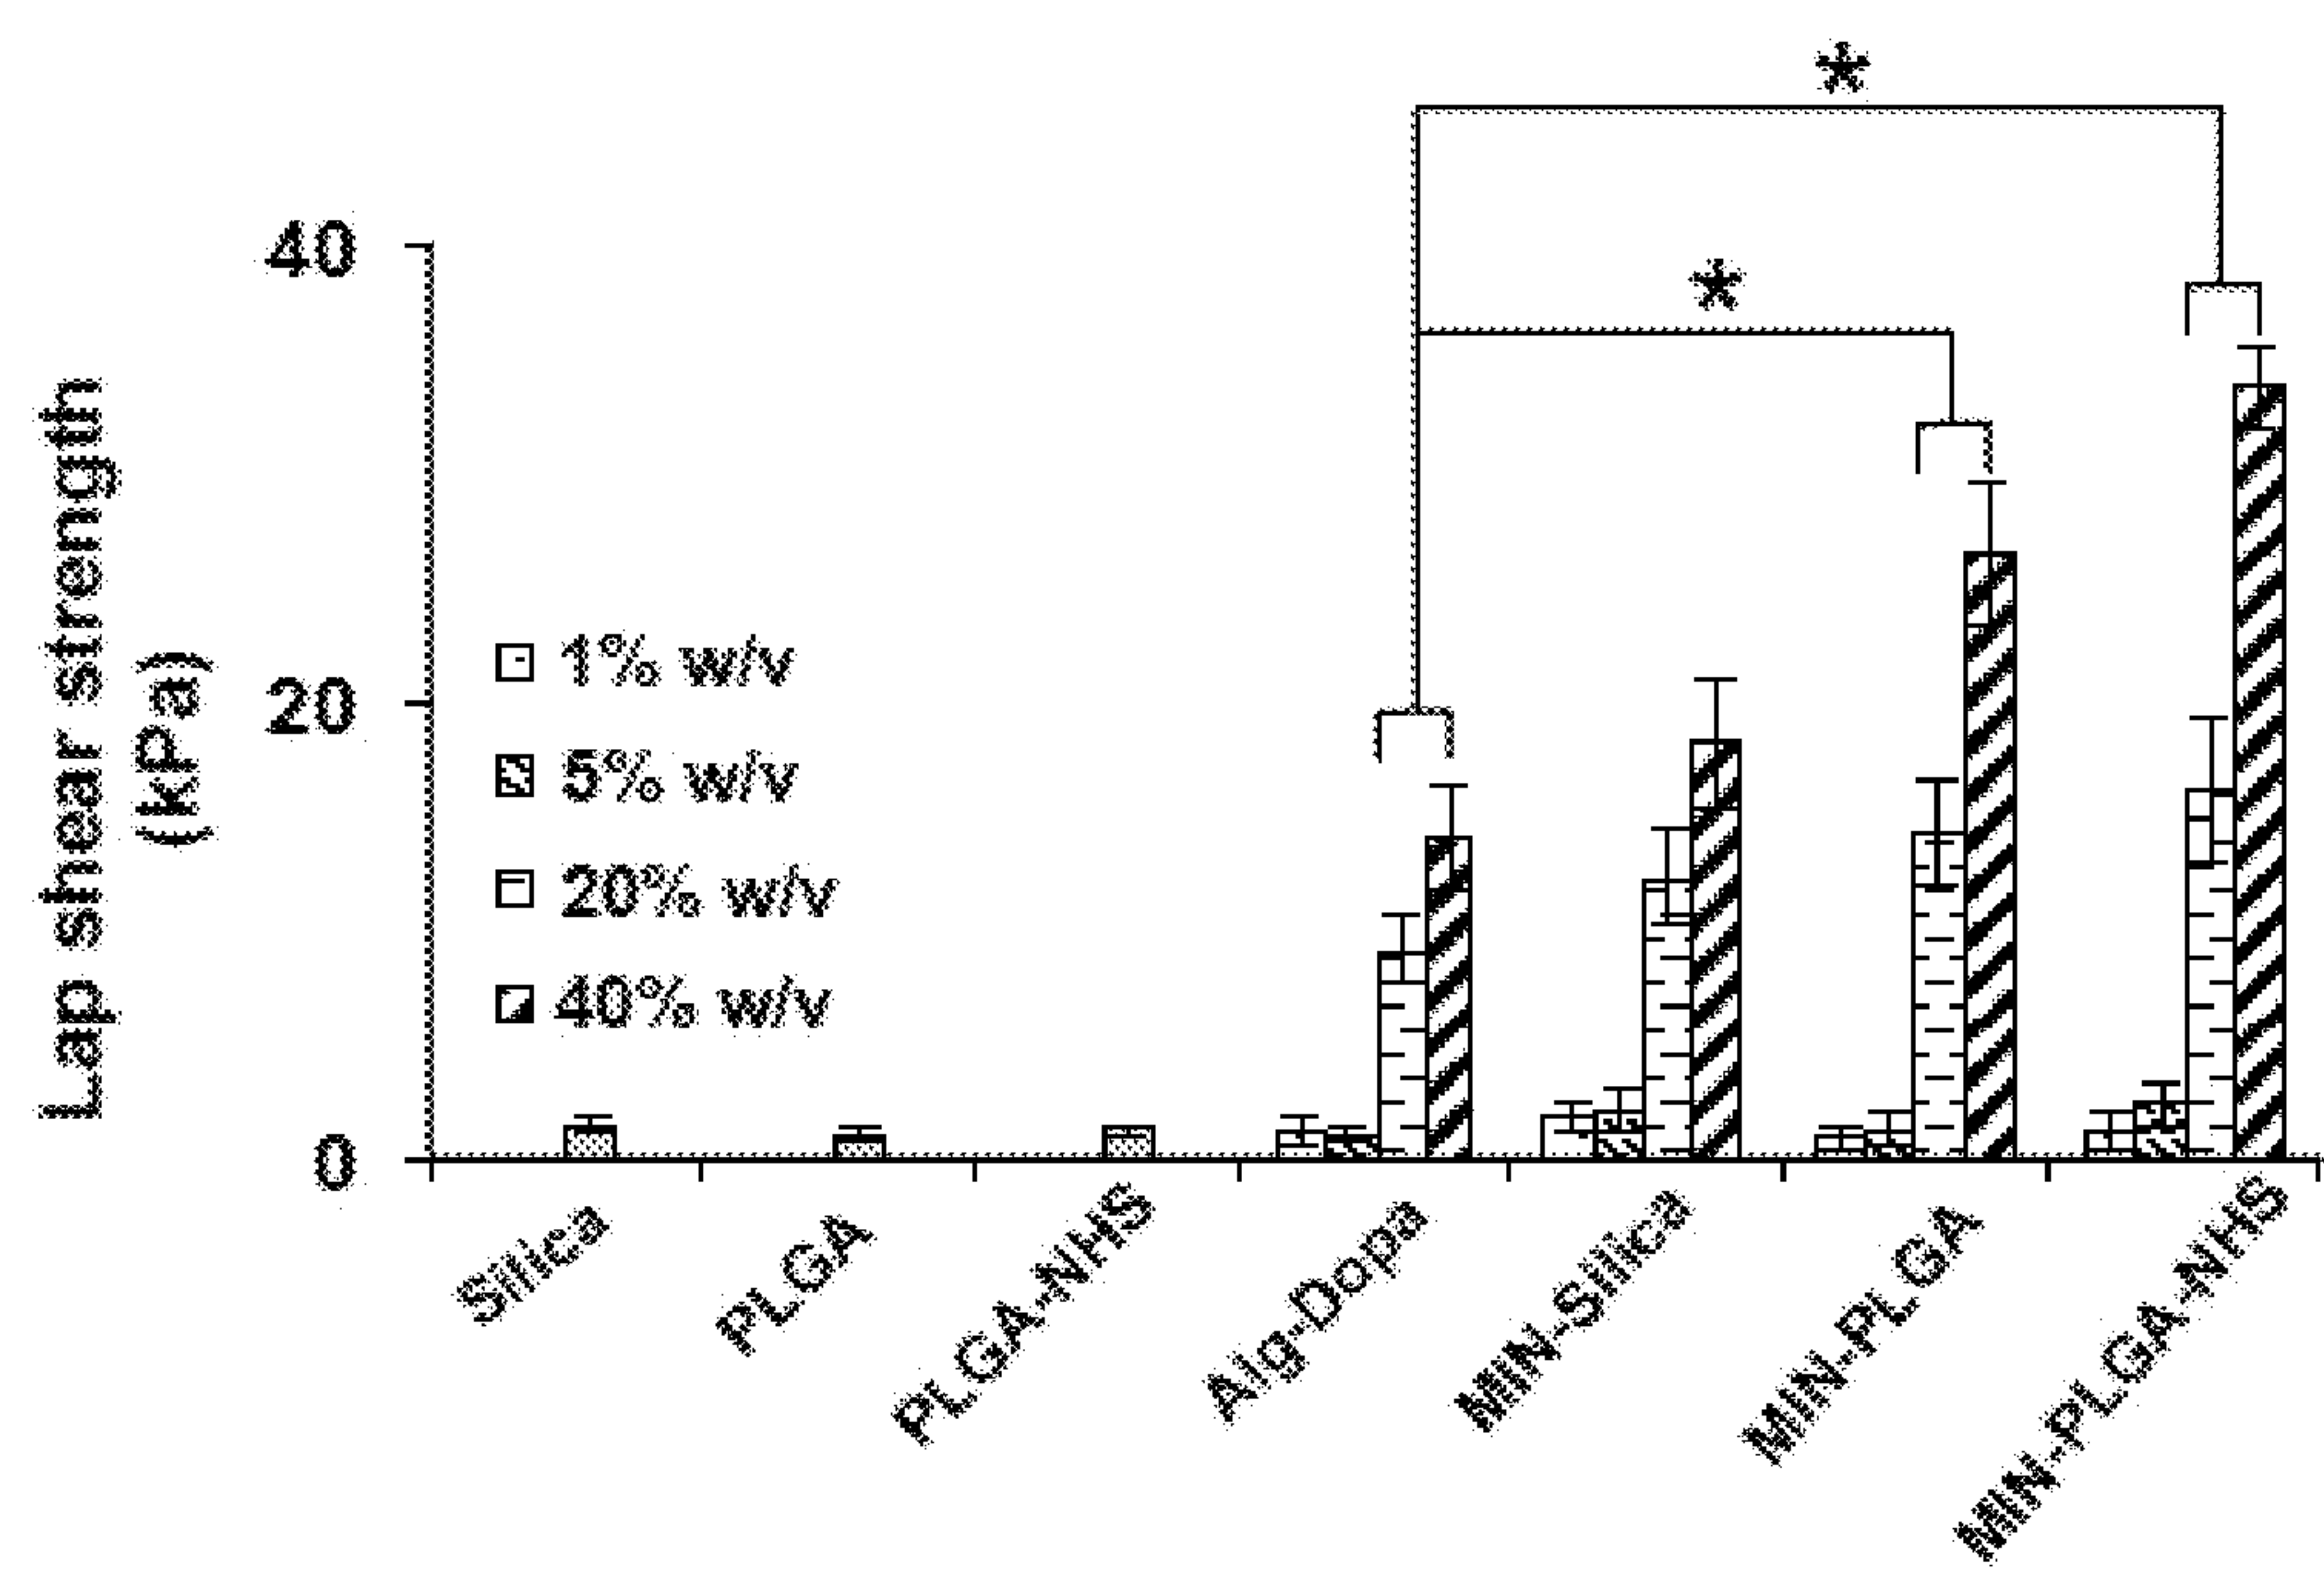 *
*
40
20
0
Lap shear strength
(kPa)
1% w/v
5% w/v
20% w/v
40% w/v
Silica
PLGA
PLGA-NHS
Alg-Dopa
MIN-Silica
MIN-PLGA
MIN-PLGA-NHS